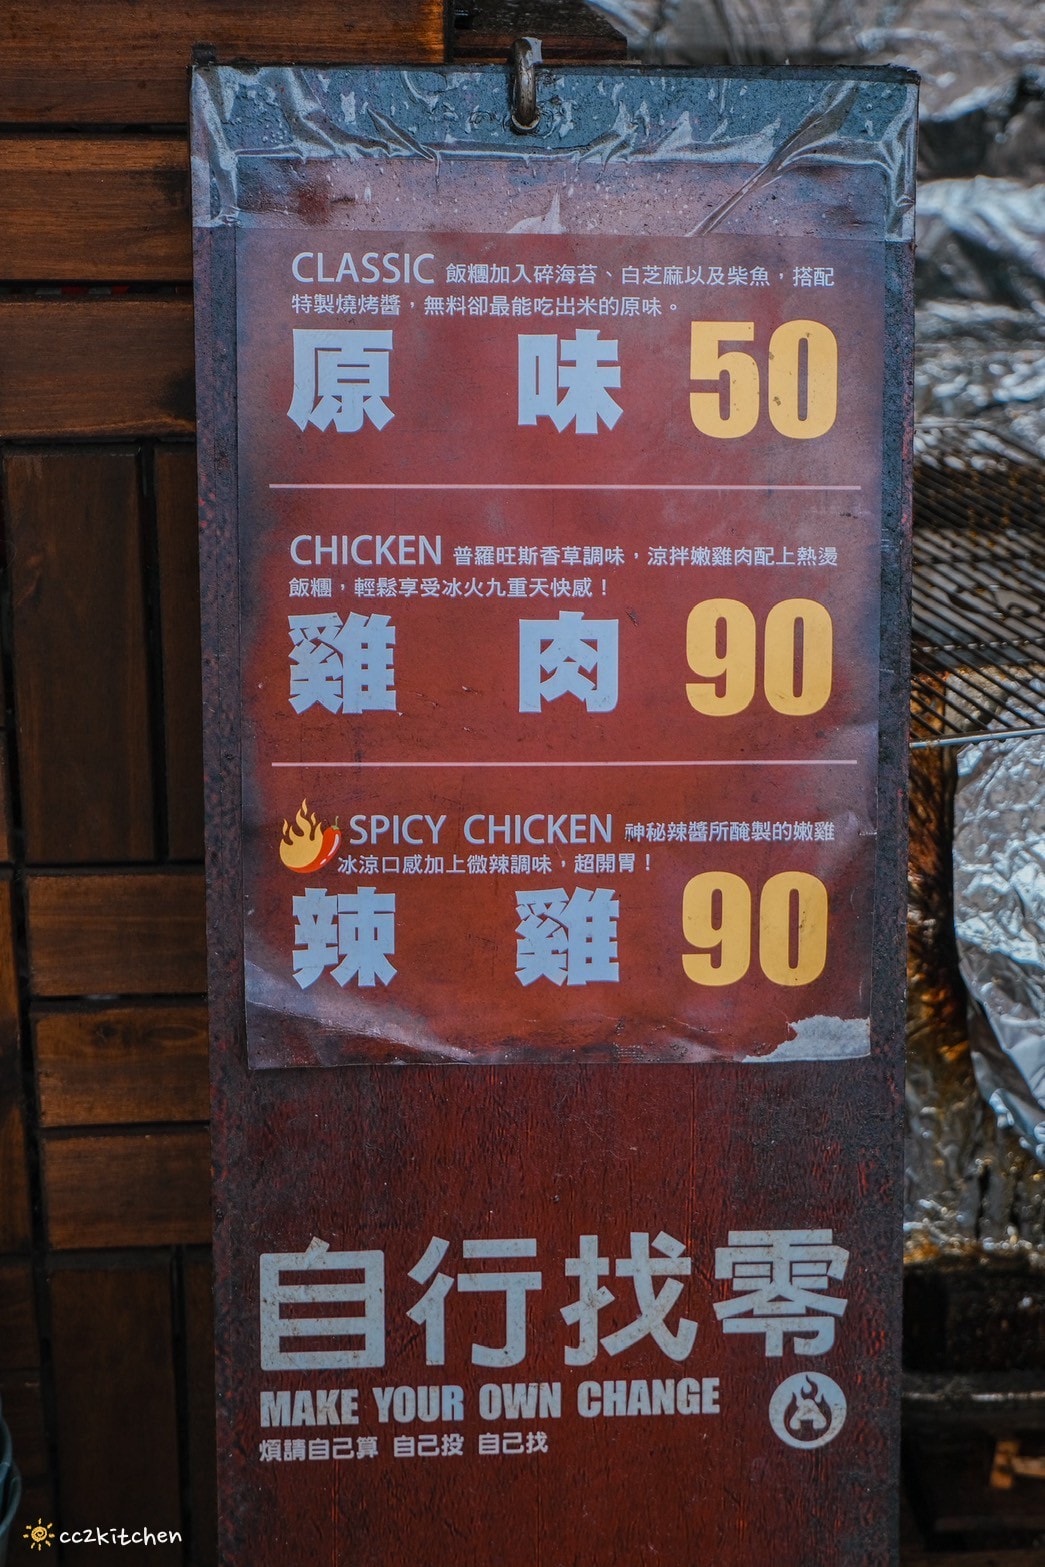 CLASSIC 飯糰加入碎海苔、白芝麻以及柴魚，搭配
特製燒烤醬，無料卻最能吃出米的原味。
原味 50
CHICKEN 普羅旺斯香草調味，涼拌嫩雞肉配上熱燙
飯糰，輕鬆享受冰火九重天快感！
雞肉 90
SPICY CHICKEN 神秘辣醬所醃製的嫩雞
冰涼口感加上微辣調味，超開胃！
辣雞 90
自行找零
MAKE YOUR OWN CHANGE
煩請自己算 自己投 自己找
cc2kitchen